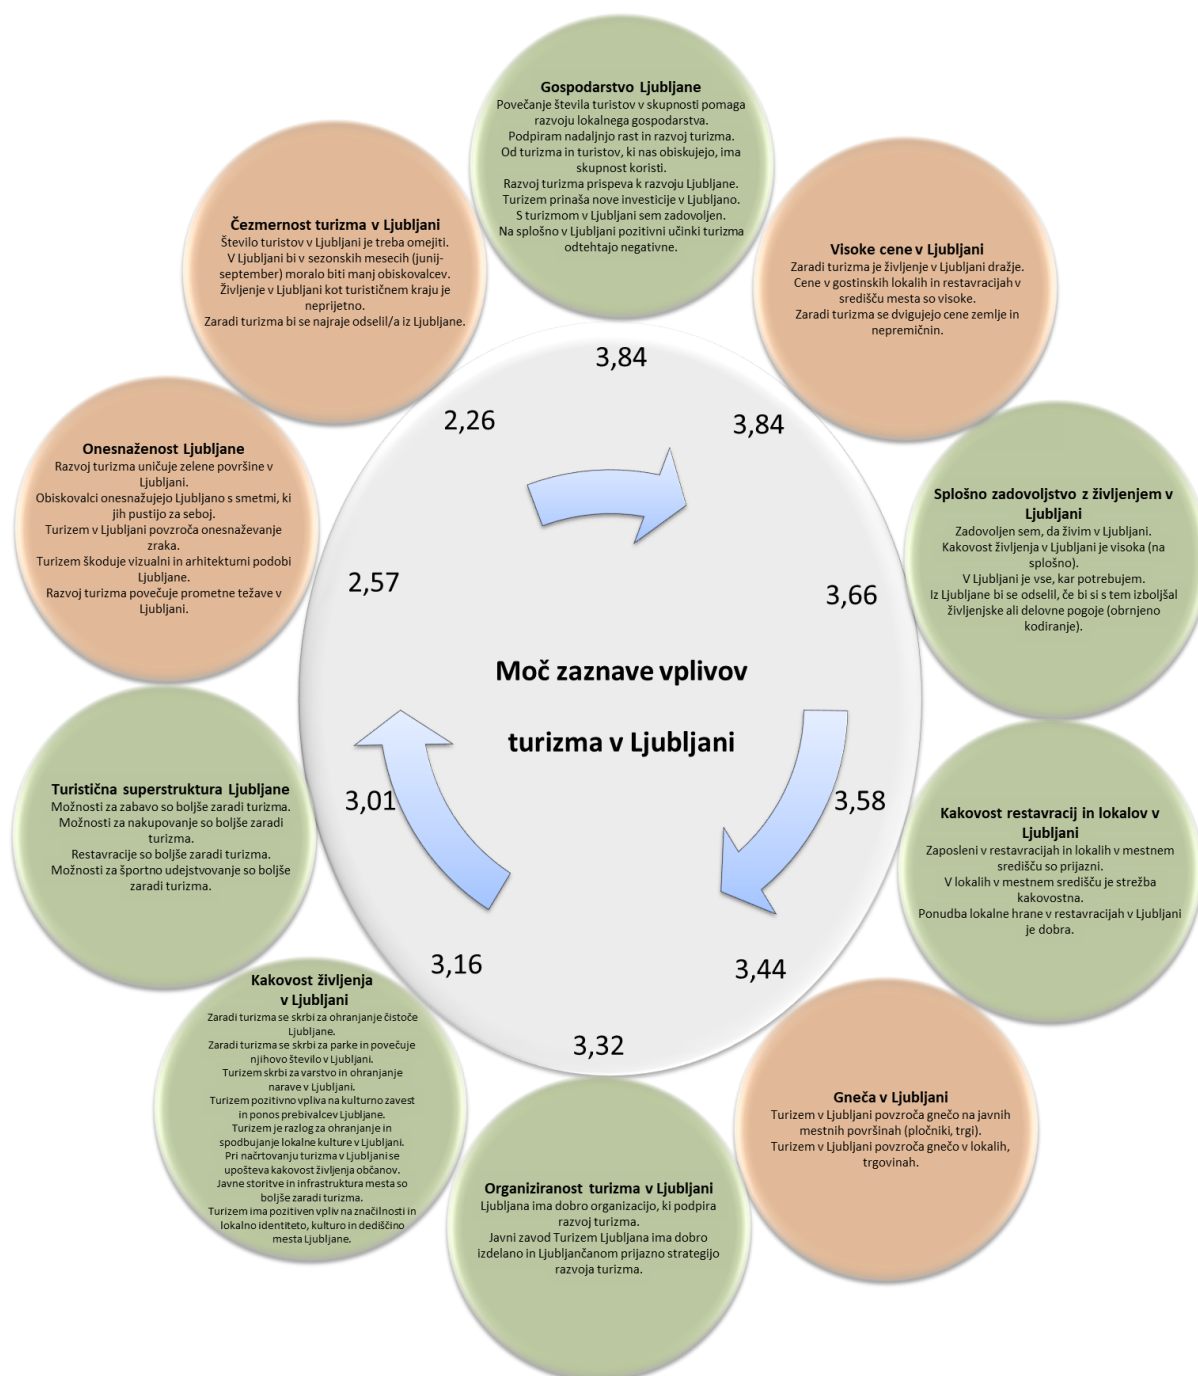 Gospodarstvo Ljubljane
Povečanje števila turistov v skupnosti pomaga
razvoju lokalnega gospodarstva.
Podpiram nadaljnjo rast in razvoj turizma.
Od turizma in turistov, ki nas obiskujejo, ima
skupnost koristi.
Razvoj turizma prispeva k razvoju Ljubljane.
Turizem prinaša nove investicije v Ljubljano.
S turizmom v Ljubljani sem zadovoljen.
Na splošno v Ljubljani pozitivni učinki turizma
odtehtajo negativne.
Visoke cene v Ljubljani
Zaradi turizma je življenje v Ljubljani dražje.
Cene v gostinskih lokalih in restavracijah v
središču mesta so visoke.
Zaradi turizma se dvigujejo cene zemlje in
nepremičnin.
Splošno zadovoljstvo z življenjem v
Ljubljani
Zadovoljen sem, da živim v Ljubljani.
Kakovost življenja v Ljubljani je visoka (na
splošno).
V Ljubljani je vse, kar potrebujem.
Iz Ljubljane bi se odselil, če bi si s tem izboljšal
življenjske ali delovne pogoje (obrnjeno
kodiranje).
Kakovost restavracij in lokalov v
Ljubljani
Zaposleni v restavracijah in lokalih v mestnem
središču so prijazni.
V lokalih v mestnem središču je strežba
kakovostna.
Ponudba lokalne hrane v restavracijah v Ljubljani
je dobra.
Gneča v Ljubljani
Turizem v Ljubljani povzroča gnečo na javnih
mestnih površinah (pločniki, trgi).
Turizem v Ljubljani povzroča gnečo v lokalih,
trgovinah.
Organiziranost turizma v Ljubljani
Ljubljana ima dobro organizacijo, ki podpira
razvoj turizma.
Javni zavod Turizem Ljubljana ima dobro
izdelano in Ljubljančanom prijazno strategijo
razvoja turizma.
Kakovost življenja
v Ljubljani
Zaradi turizma se skrbi za ohranjanje čistoče
Ljubljane.
Zaradi turizma se skrbi za parke in povečuje
njihovo število v Ljubljani.
Turizem skrbi za varstvo in ohranjanje
narave v Ljubljani.
Turizem pozitivno vpliva na kulturno zavest
in ponos prebivalcev Ljubljane.
Turizem je razlog za ohranjanje in
spodbujanje lokalne kulture v Ljubljani.
Pri načrtovanju turizma v Ljubljani se
upošteva kakovost življenja občanov.
Javne storitve in infrastruktura mesta so
boljše zaradi turizma.
Turizem ima pozitiven vpliv na značilnosti in
lokalno identiteto, kulturo in dediščino
mesta Ljubljane.
Turistična superstruktura Ljubljane
Možnosti za zabavo so boljše zaradi turizma.
Možnosti za nakupovanje so boljše zaradi
turizma.
Restavracije so boljše zaradi turizma.
Možnosti za športno udejstvovanje so boljše
zaradi turizma.
Onesnaženost Ljubljane
Razvoj turizma uničuje zelene površine v
Ljubljani.
Obiskovalci onesnažujejo Ljubljano s smetmi, ki
jih pustijo za seboj.
Turizem v Ljubljani povzroča onesnaževanje
zraka.
Turizem škoduje vizualni in arhitekturni podobi
Ljubljane.
Razvoj turizma povečuje prometne težave v
Ljubljani.
Čezmernost turizma v Ljubljani
Število turistov v Ljubljani je treba omejiti.
V Ljubljani bi v sezonskih mesecih (junij-
september) moralo biti manj obiskovalcev.
Življenje v Ljubljani kot turističnem kraju je
neprijetno.
Zaradi turizma bi se najraje odselil/a iz Ljubljane.
3,84
3,84
3,66
3,58
3,44
3,32
3,16
3,01
2,57
2,26
Moč zaznave vplivov
turizma v Ljubljani